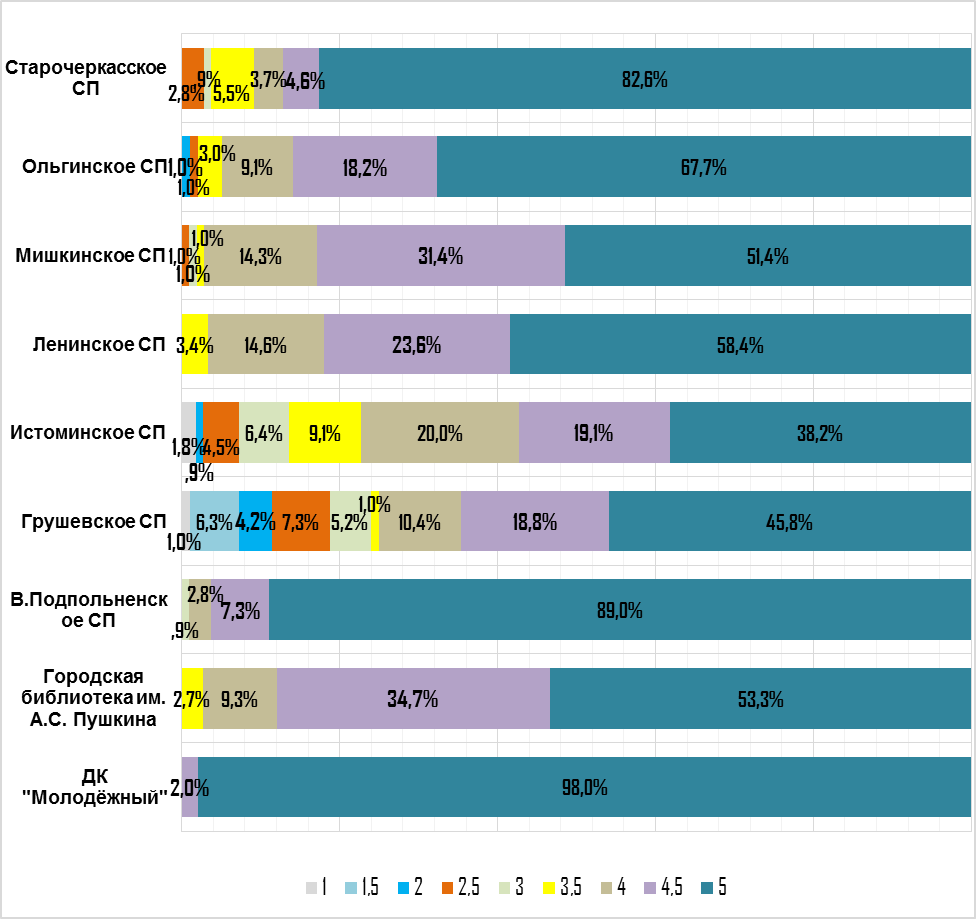 Старочеркасское
СП
2,8% ,9% 5,5% 3,7% 4,6% 82,6%
Ольгинское СП
1,0% 1,0% 3,0% 9,1% 18,2% 67,7%
Мишкинское СП
1,0% 1,0% 1,0% 14,3% 31,4% 51,4%
Ленинское СП
3,4% 14,6% 23,6% 58,4%
Истоминское СП
1,8% ,9% 4,5% 6,4% 9,1% 20,0% 19,1% 38,2%
Грушевское СП
1,0% 6,3% 4,2% 7,3% 5,2% 1,0% 10,4% 18,8% 45,8%
В.Подпольненск
ое СП
,9% 2,8% 7,3% 89,0%
Городская
библиотека им.
А.С. Пушкина
2,7% 9,3% 34,7% 53,3%
ДК
"Молодёжный"
2,0% 98,0%
1 1,5 2 2,5 3 3,5 4 4,5 5